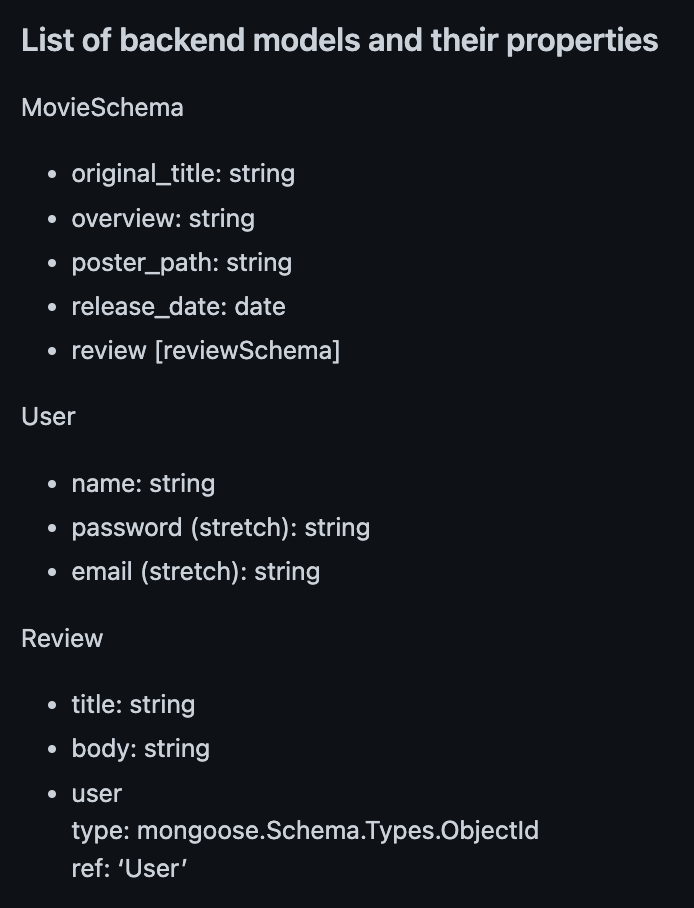 List of backend models and their properties
MovieSchema
• original_title: string
• overview: string
• poster_path: string
• release_date: date
• review [reviewSchema]
User
• name: string
• password (stretch): string
• email (stretch): string
Review
• title: string
• body: string
• user
type: mongoose.Schema.Types.ObjectId
ref: ‘User’